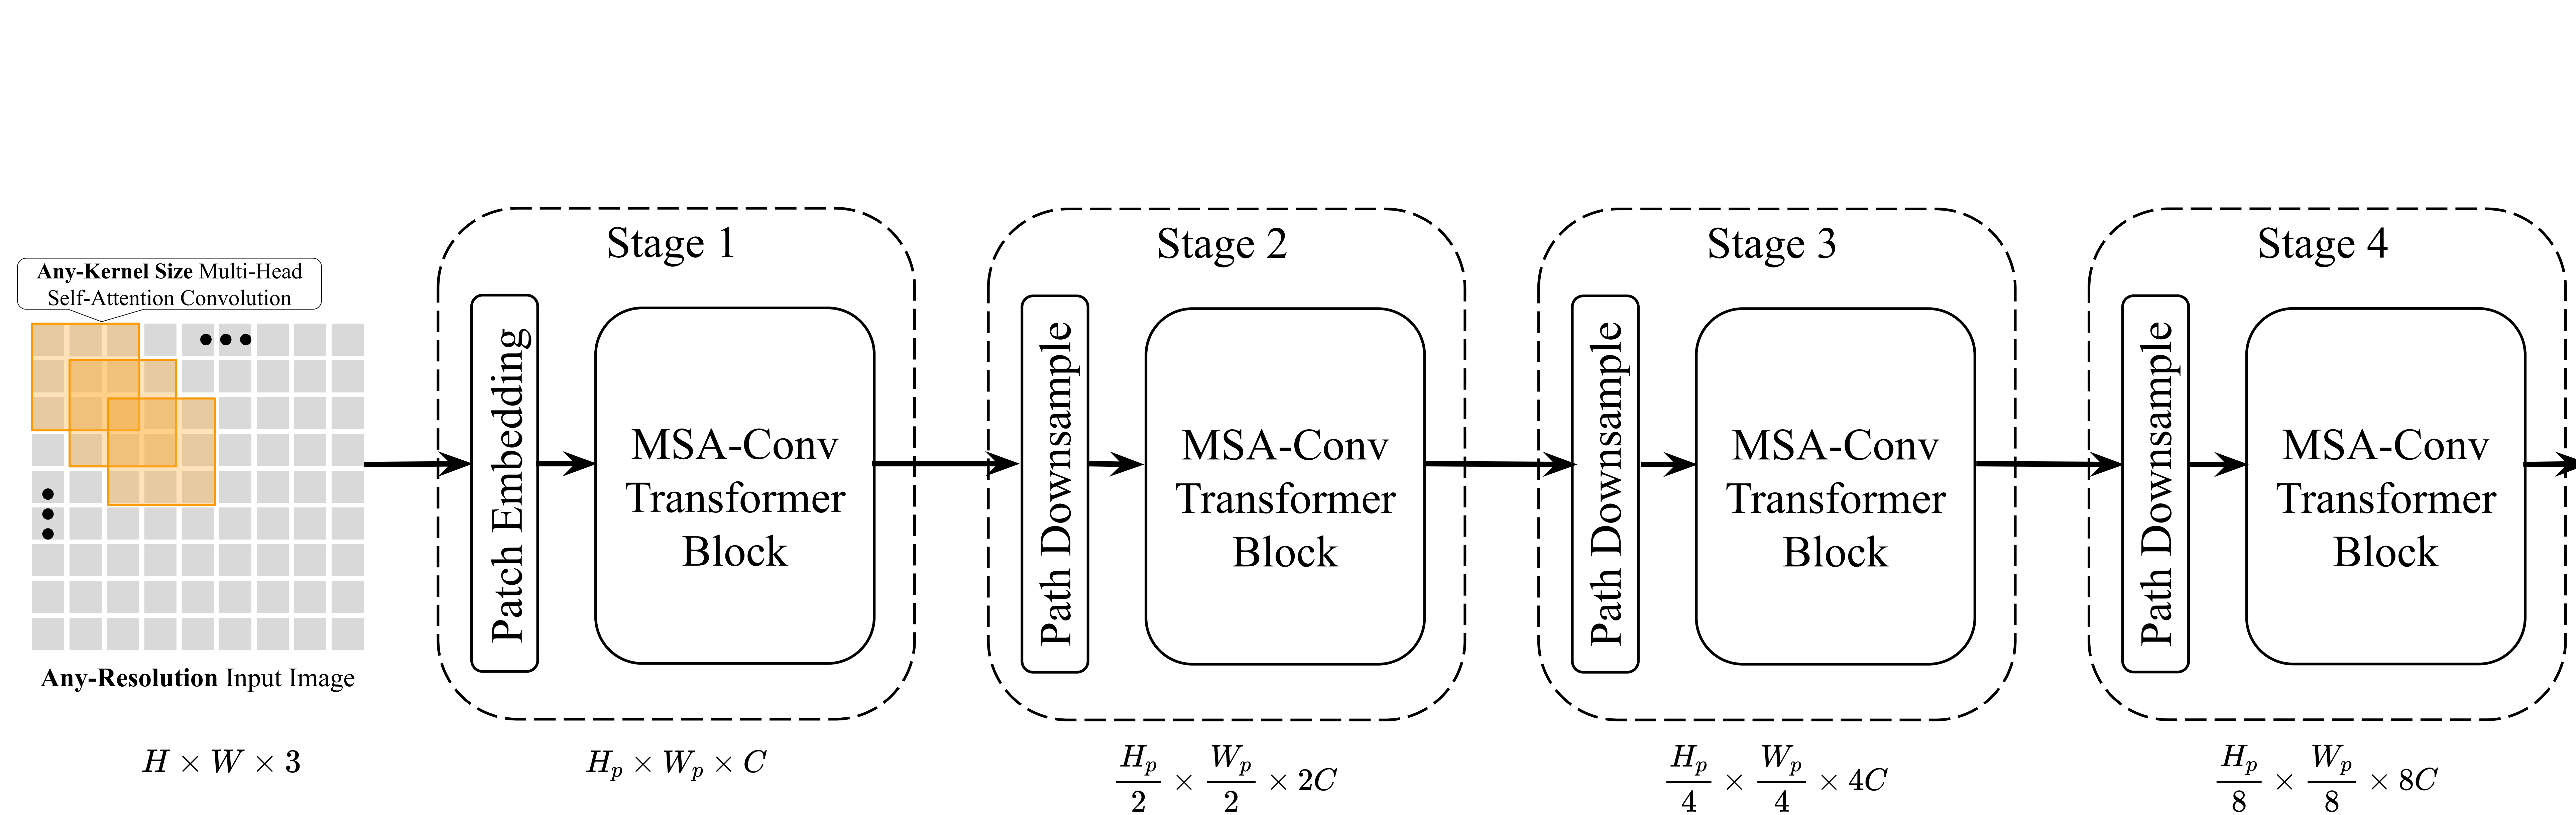 Any-Kernel Size Multi-Head
Self-Attention Convolution
Any-Resolution Input Image
H × W × 3
Stage 1
Patch Embedding
MSA-Conv
Transformer
Block
H_p × W_p × C
Stage 2
Path Downsample
MSA-Conv
Transformer
Block
H_p/2 × W_p/2 × 2C
Stage 3
Path Downsample
MSA-Conv
Transformer
Block
H_p/4 × W_p/4 × 4C
Stage 4
Path Downsample
MSA-Conv
Transformer
Block
H_p/8 × W_p/8 × 8C